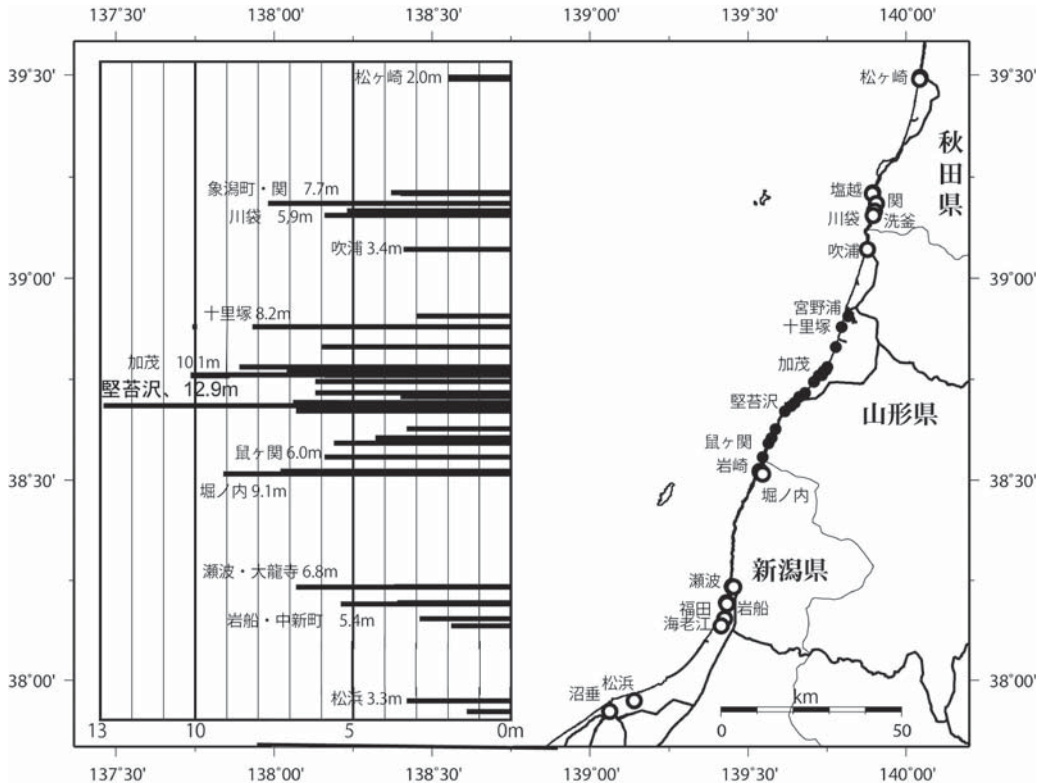 137°30' 138°00' 138°30' 139°00' 139°30' 140°00'
39°30'
39°00'
38°30'
38°00'
松ヶ崎 2.0m
象潟町・関 7.7m
川袋 5.9m
吹浦 3.4m
十里塚 8.2m
加茂 10.1m
堅苔沢、12.9m
鼠ヶ関 6.0m
堀ノ内 9.1m
瀬波・大龍寺 6.8m
岩船・中新町 5.4m
松浜 3.3m
13 10 5 0m
松ヶ崎
秋田県
塩越
関
川袋
洗釜
吹浦
宮野浦
十里塚
加茂
堅苔沢
山形県
鼠ヶ関
岩崎
堀ノ内
新潟県
瀬波
福田
岩船
海老江
松浜
沼垂
km
0 50
39°30'
39°00'
38°30'
38°00'
137°30' 138°00' 138°30' 139°00' 139°30' 140°00'